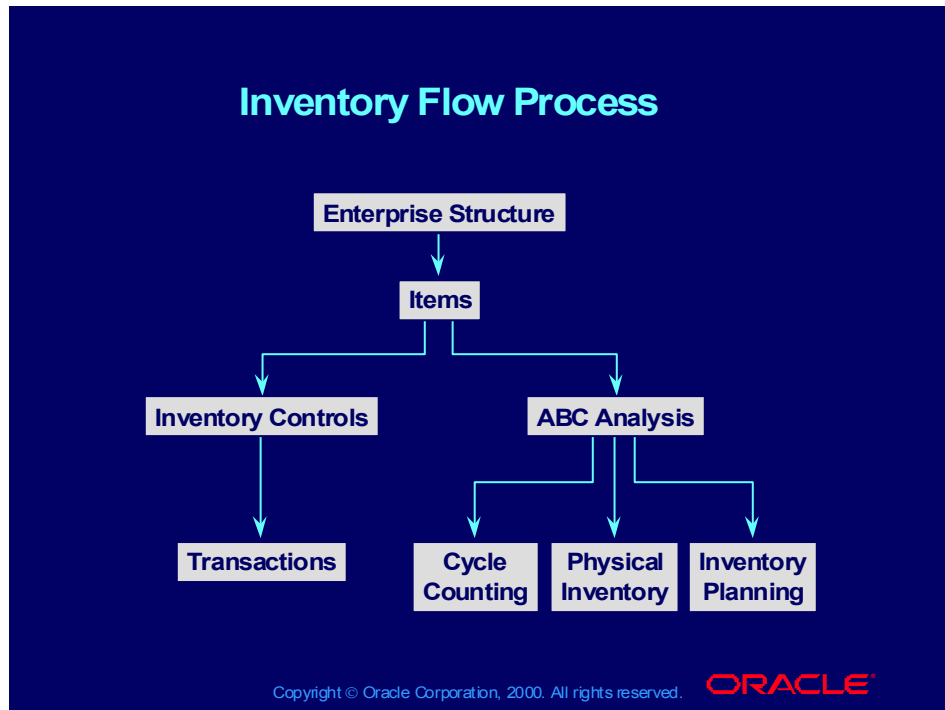 Inventory Flow Process
Enterprise Structure
Items
Inventory Controls
ABC Analysis
Transactions
Cycle
Counting
Physical
Inventory
Inventory
Planning
Copyright © Oracle Corporation, 2000. All rights reserved.
ORACLE®